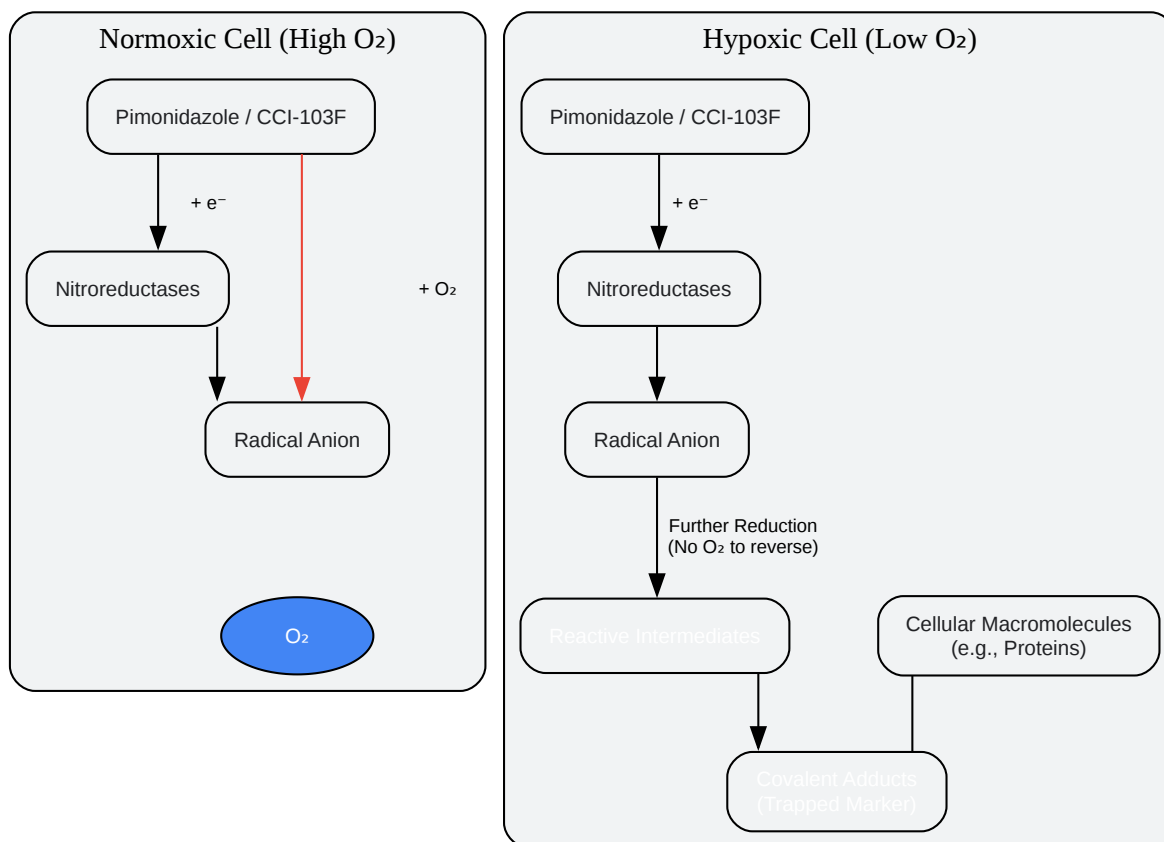 Normoxic Cell (High O₂)
Pimonidazole / CCI-103F
+ e⁻
Nitroreductases
+ O₂
Radical Anion
O₂
Hypoxic Cell (Low O₂)
Pimonidazole / CCI-103F
+ e⁻
Nitroreductases
Radical Anion
Further Reduction
(No O₂ to reverse)
Reactive Intermediates
Cellular Macromolecules
(e.g., Proteins)
Covalent Adducts
(Trapped Marker)